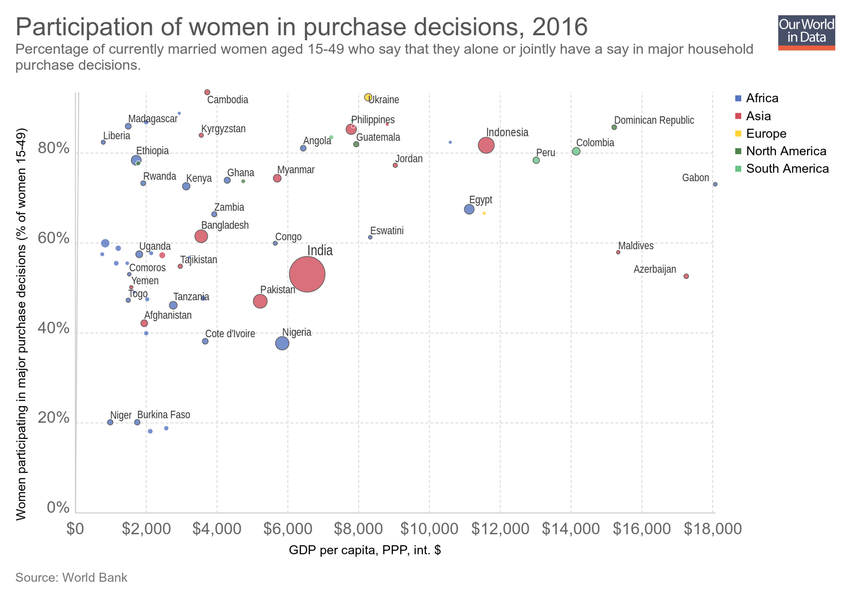 Participation of women in purchase decisions, 2016
Our World
in Data
Percentage of currently married women aged 15-49 who say that they alone or jointly have a say in major household
purchase decisions.
Women participating in major purchase decisions (% of women 15-49)
80%
60%
40%
20%
0%
$0
$2,000
$4,000
$6,000
$8,000
$10,000
$12,000
$14,000
$16,000
$18,000
GDP per capita, PPP, int. $
Cambodia
Ukraine
Madagascar
Liberia
Kyrgyzstan
Philippines
Angola
Guatemala
Indonesia
Dominican Republic
Ethiopia
Jordan
Peru
Colombia
Rwanda
Kenya
Ghana
Myanmar
Gabon
Zambia
Egypt
Bangladesh
Congo
Eswatini
Uganda
India
Maldives
Tajikistan
Comoros
Azerbaijan
Yemen
Togo
Tanzania
Pakistan
Afghanistan
Cote d'Ivoire
Nigeria
Niger
Burkina Faso
Africa
Asia
Europe
North America
South America
Source: World Bank